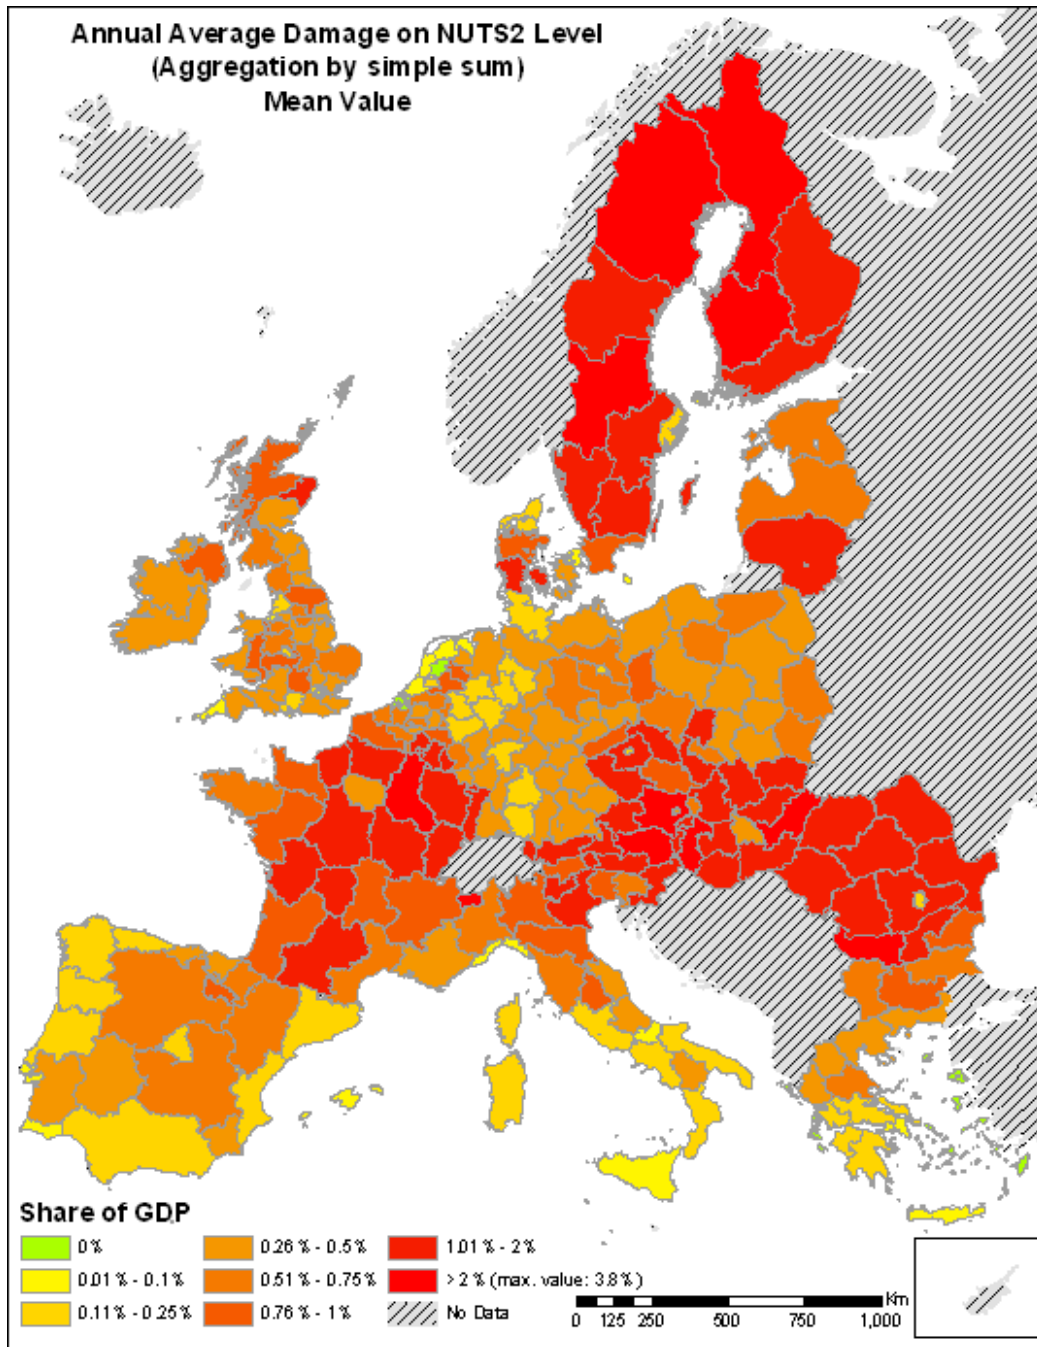 Annual Average Damage on NUTS2 Level
(Aggregation by simple sum)
Mean Value
Share of GDP
0%
0.01% - 0.1%
0.11% - 0.25%
0.26% - 0.5%
0.51% - 0.75%
0.76% - 1%
1.01% - 2%
> 2% (max. value: 3.8%)
No Data
Km
0 125 250 500 750 1,000